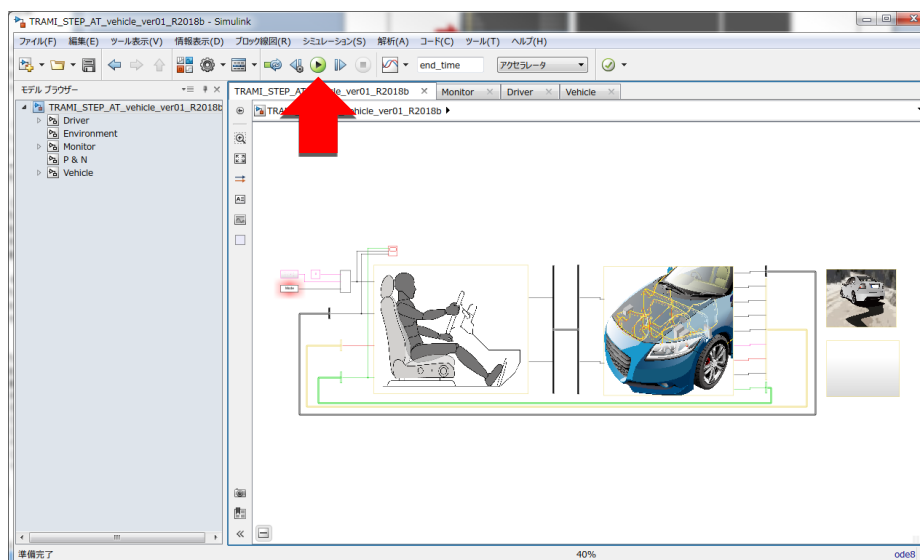 TRAMI_STEP_AT_vehicle_ver01_R2018b - Simulink
ファイル(F) 編集(E) ツール表示(V) 情報表示(D) ブロック線図(R) シミュレーション(S) 解析(A) コード(C) ツール(T) ヘルプ(H)
end_time アクセラレータ
モデル ブラウザー
TRAMI_STEP_AT_vehicle_ver01_R2018b
Driver
Environment
Monitor
P & N
Vehicle
TRAMI_STEP_AT le_ver01_R2018b Monitor Driver Vehicle
TRA hicle_ver01_R2018b
準備完了 40% ode8